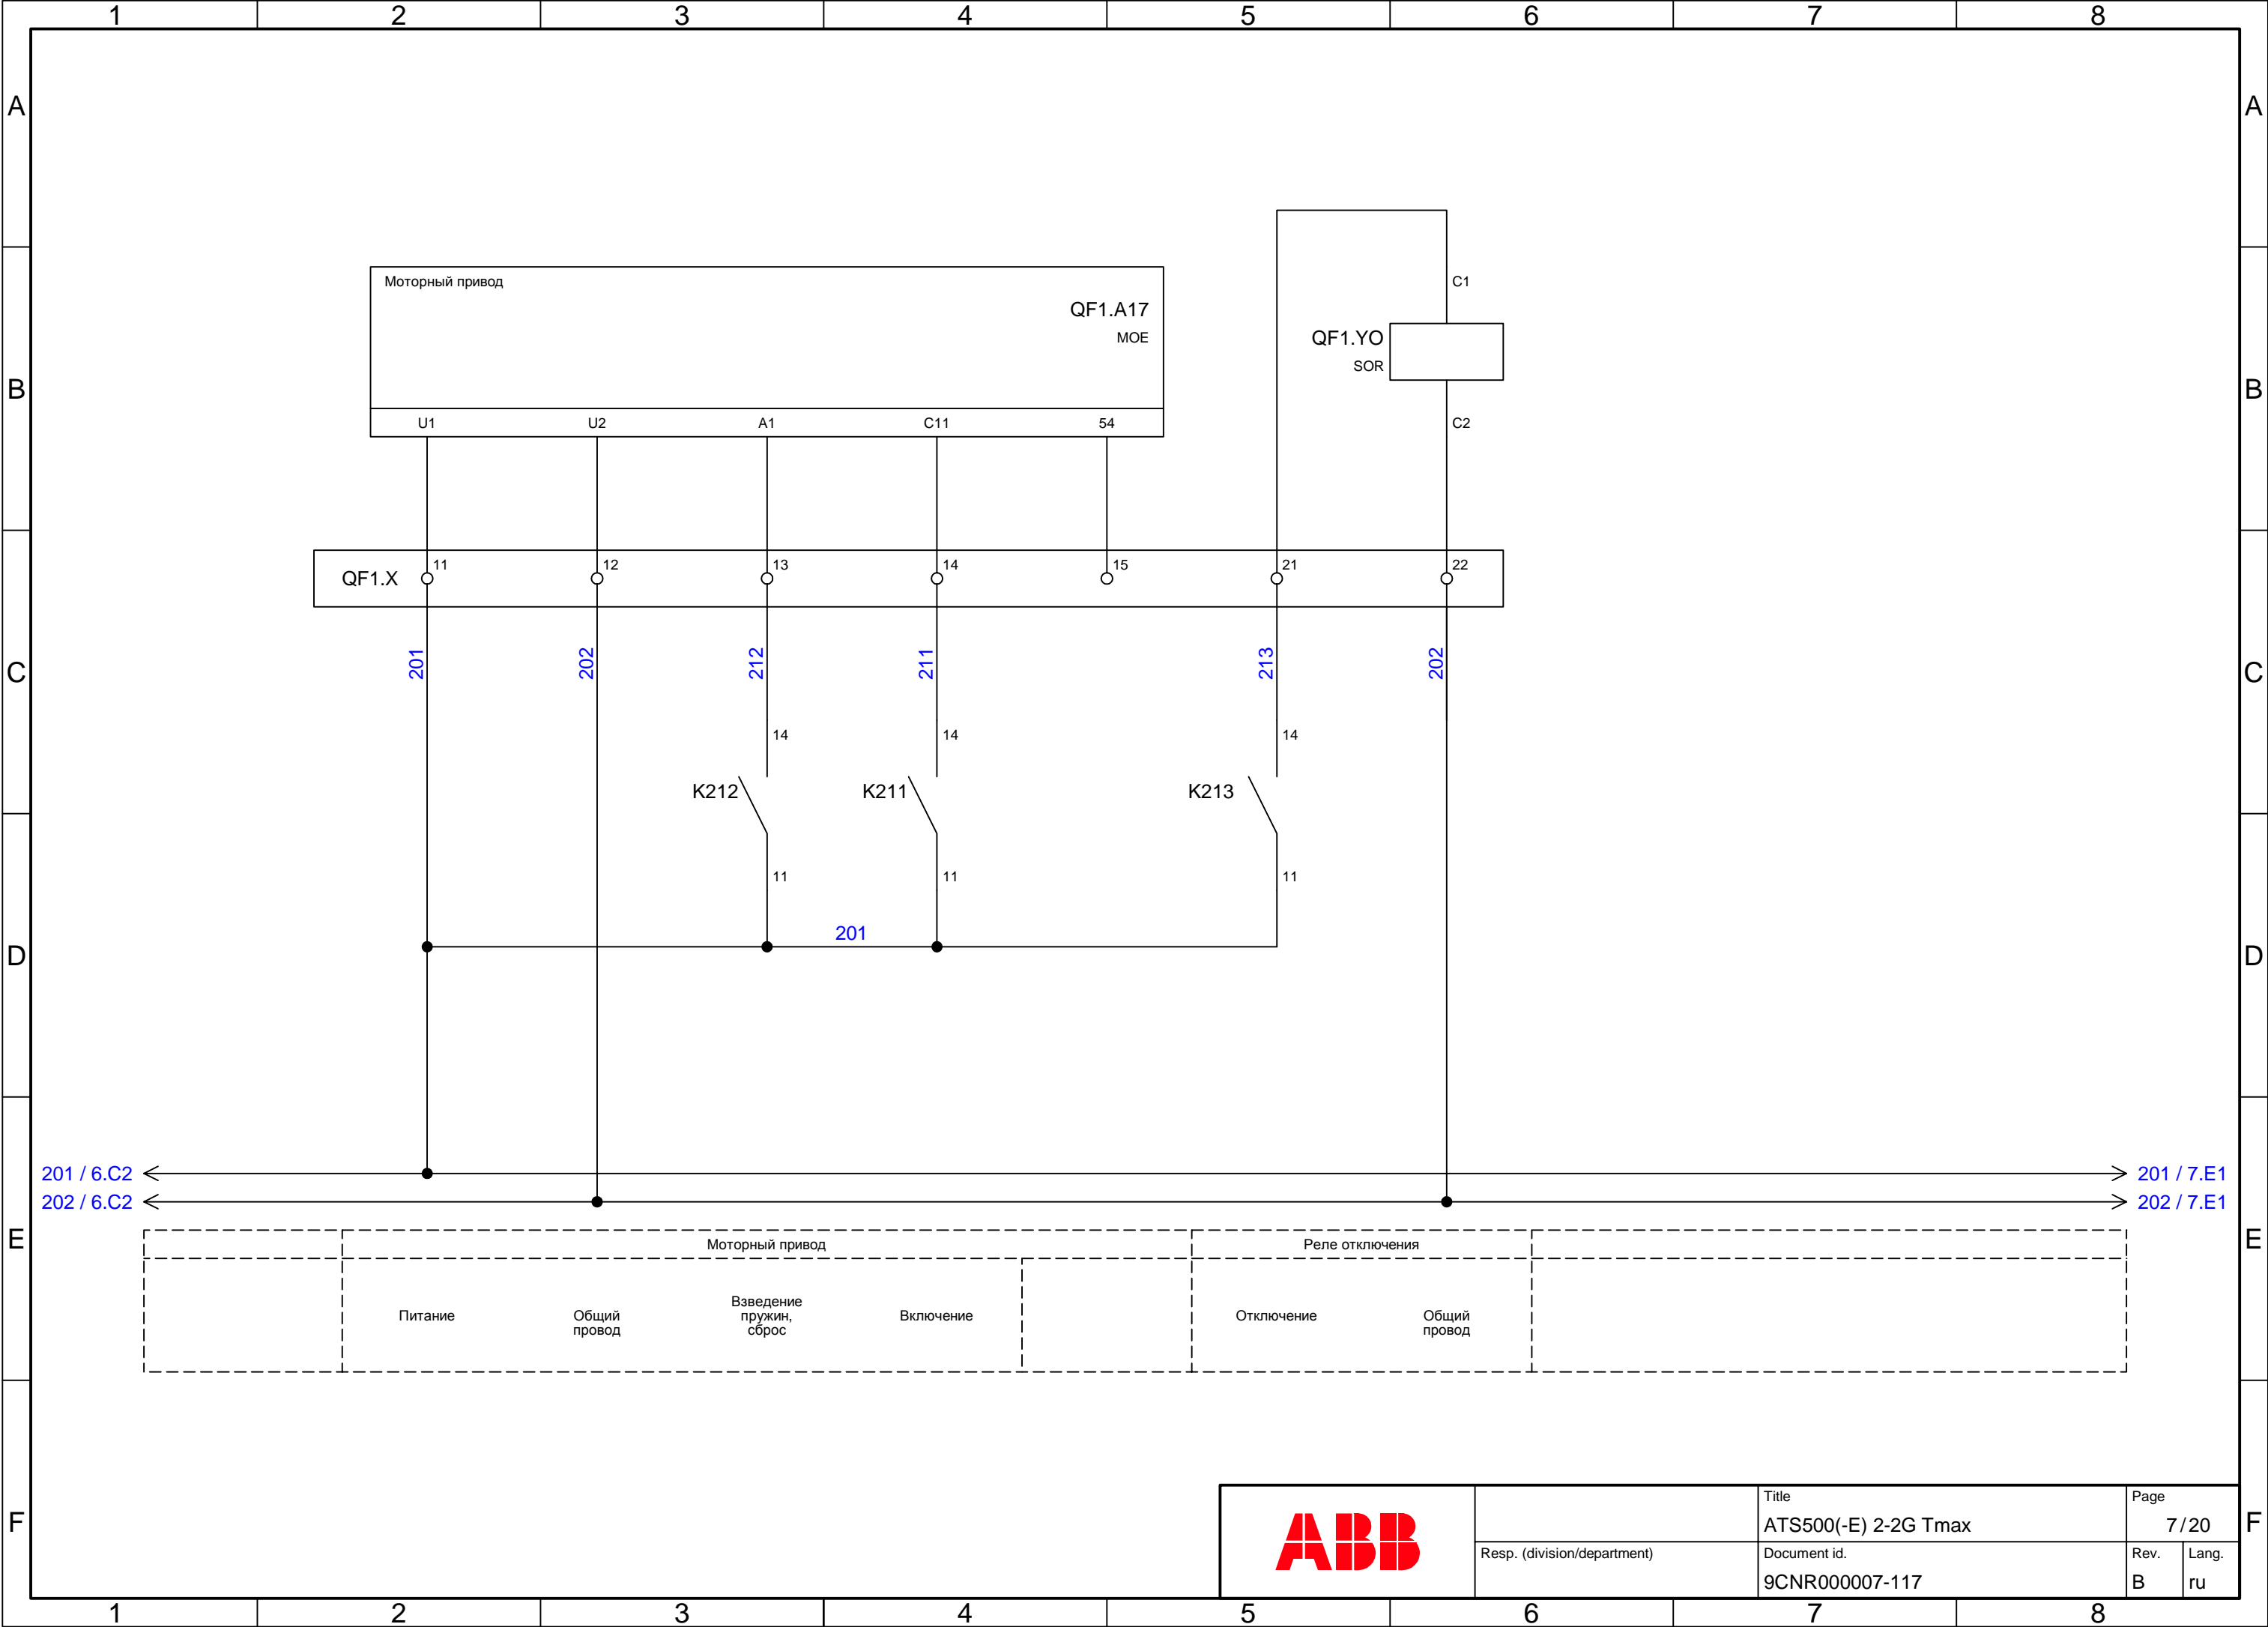 1 2 3 4 5 6 7 8
A A
Моторный привод
QF1.A17
MOE
C1
QF1.YO
SOR
B B
U1 U2 A1 C11 54
C2
QF1.X 11 12 13 14 15 21 22
201 202 212 211 213 202
C C
14 14 14
K212 K211 K213
11 11 11
201
D D
201 / 6.C2 201 / 7.E1
202 / 6.C2 202 / 7.E1
E E
Моторный привод Реле отключения
Питание
Общий
провод
Взведение
пружин,
сброс
Включение
Отключение
Общий
провод
F F
ABB
Title
ATS500(-E) 2-2G Tmax
Page
7/20
Resp. (division/department)
Document id.
9CNR000007-117
Rev.
B
Lang.
ru
1 2 3 4 5 6 7 8